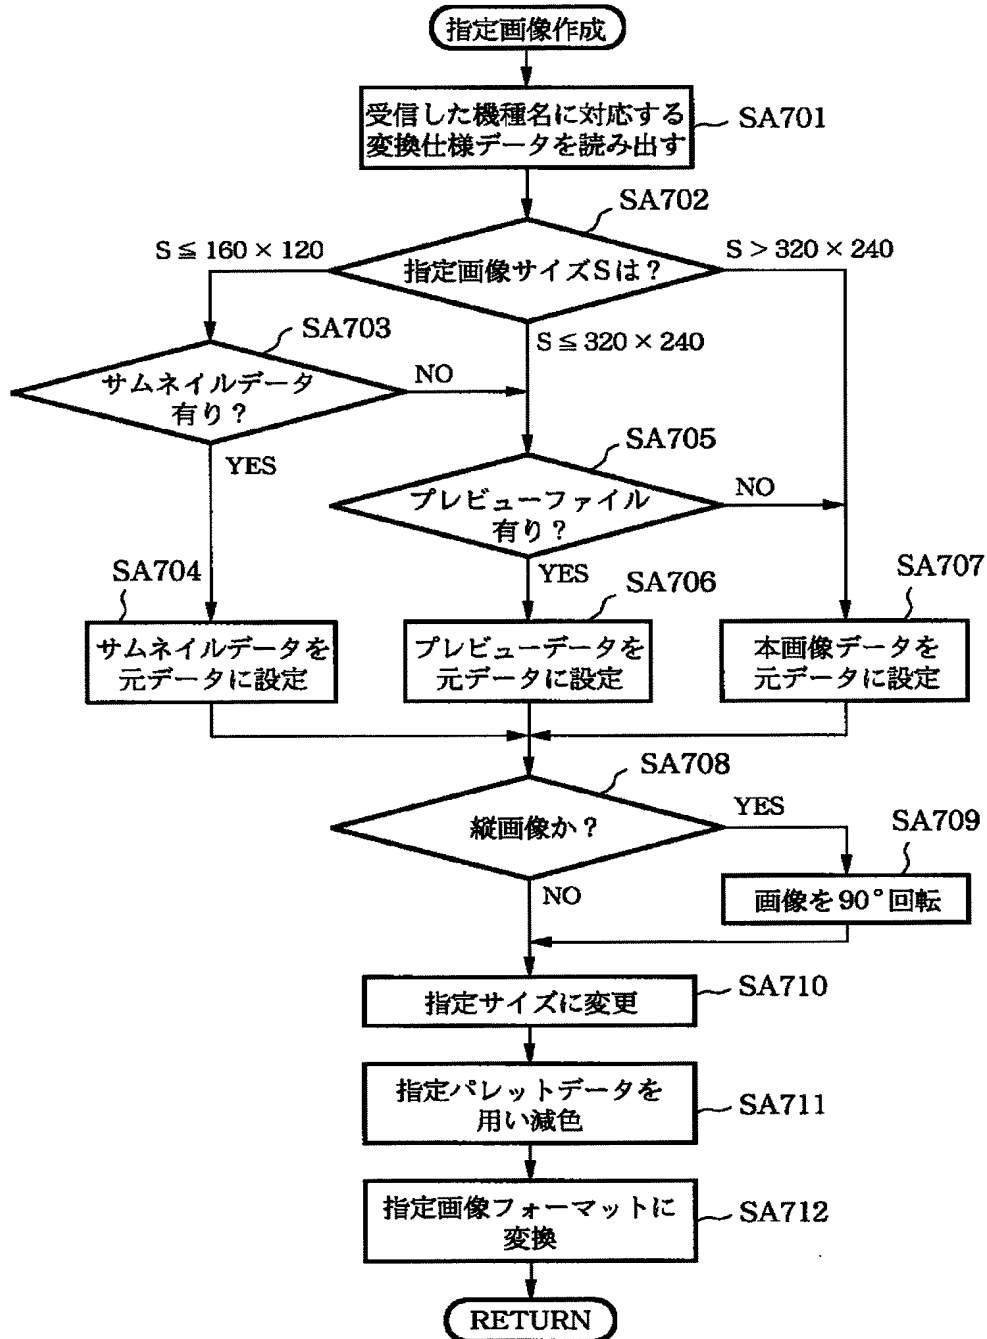 指定画像作成
受信した機種名に対応する
変換仕様データを読み出す
SA701
SA702
S≦160×120
指定画像サイズSは？
S＞320×240
SA703
S≦320×240
サムネイルデータ
有り？
NO
YES
SA705
プレビューファイル
有り？
NO
YES
SA704
サムネイルデータを
元データに設定
SA706
プレビューデータを
元データに設定
SA707
本画像データを
元データに設定
SA708
縦画像か？
YES
NO
SA709
画像を90°回転
指定サイズに変更
SA710
指定パレットデータを
用い減色
SA711
指定画像フォーマットに
変換
SA712
RETURN